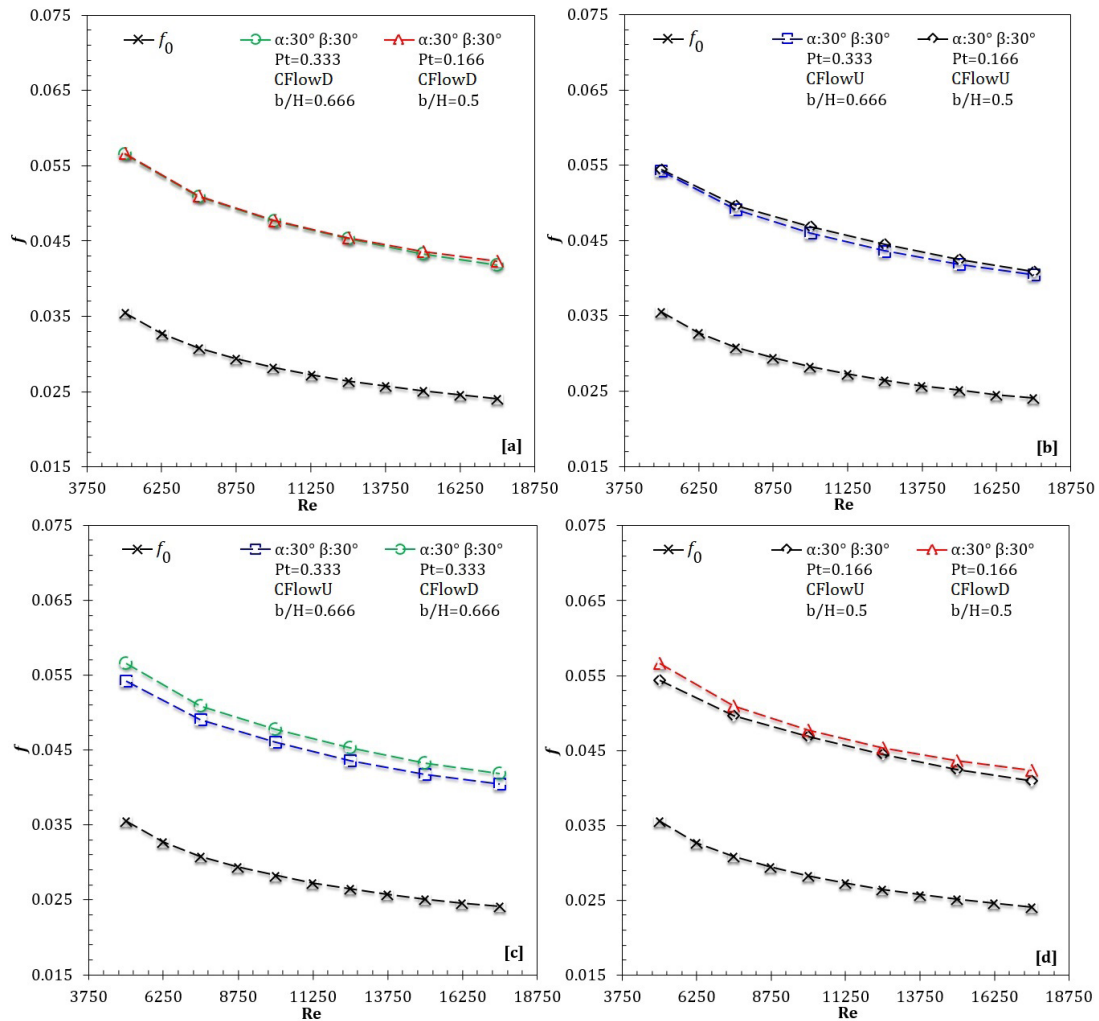 0.075
0.065
0.055
0.045
0.035
0.025
0.015
f
f0
α:30° β:30°
Pt=0.333
CFlowD
b/H=0.666
α:30° β:30°
Pt=0.166
CFlowD
b/H=0.5
[a]
3750 6250 8750 11250 13750 16250 18750
Re
0.075
0.065
0.055
0.045
0.035
0.025
0.015
f
f0
α:30° β:30°
Pt=0.333
CFlowU
b/H=0.666
α:30° β:30°
Pt=0.166
CFlowU
b/H=0.5
[b]
3750 6250 8750 11250 13750 16250 18750
Re
0.075
0.065
0.055
0.045
0.035
0.025
0.015
f
f0
α:30° β:30°
Pt=0.333
CFlowU
b/H=0.666
α:30° β:30°
Pt=0.333
CFlowD
b/H=0.666
[c]
3750 6250 8750 11250 13750 16250 18750
Re
0.075
0.065
0.055
0.045
0.035
0.025
0.015
f
f0
α:30° β:30°
Pt=0.166
CFlowU
b/H=0.5
α:30° β:30°
Pt=0.166
CFlowD
b/H=0.5
[d]
3750 6250 8750 11250 13750 16250 18750
Re